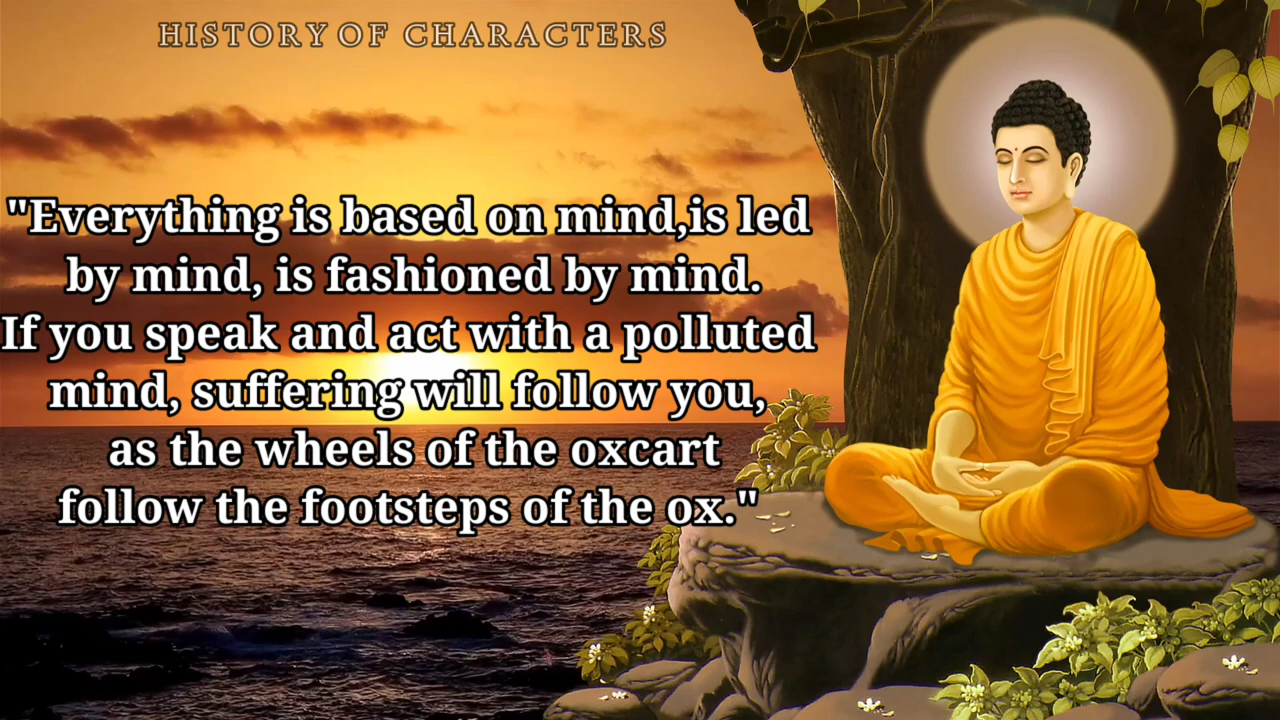 HISTORY OF CHARACTERS
"Everything is based on mind,is led
by mind, is fashioned by mind.
If you speak and act with a polluted
mind, suffering will follow you,
as the wheels of the oxcart
follow the footsteps of the ox."